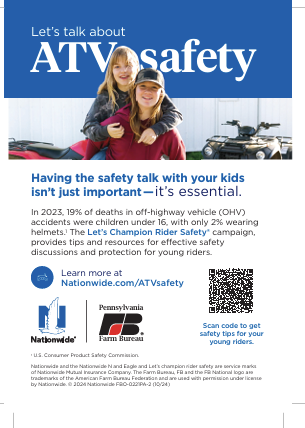 Let's talk about
ATV safety
Having the safety talk with your kids
isn't just important—it's essential.
In 2023, 19% of deaths in off-highway vehicle (OHV)
accidents were children under 16, with only 2% wearing
helmets.¹ The Let's Champion Rider Safety® campaign,
provides tips and resources for effective safety
discussions and protection for young riders.
Learn more at
Nationwide.com/ATVsafety
Nationwide®
Pennsylvania
FB
Farm Bureau®
Scan code to get
safety tips for your
young riders.
¹ U.S. Consumer Product Safety Commission.
Nationwide and the Nationwide N and Eagle and Let's champion rider safety are service marks
of Nationwide Mutual Insurance Company. The Farm Bureau, FB and the FB National logo are
trademarks of the American Farm Bureau Federation and are used with permission under license
by Nationwide. © 2024 Nationwide FBO-0221PA-2 (10/24)